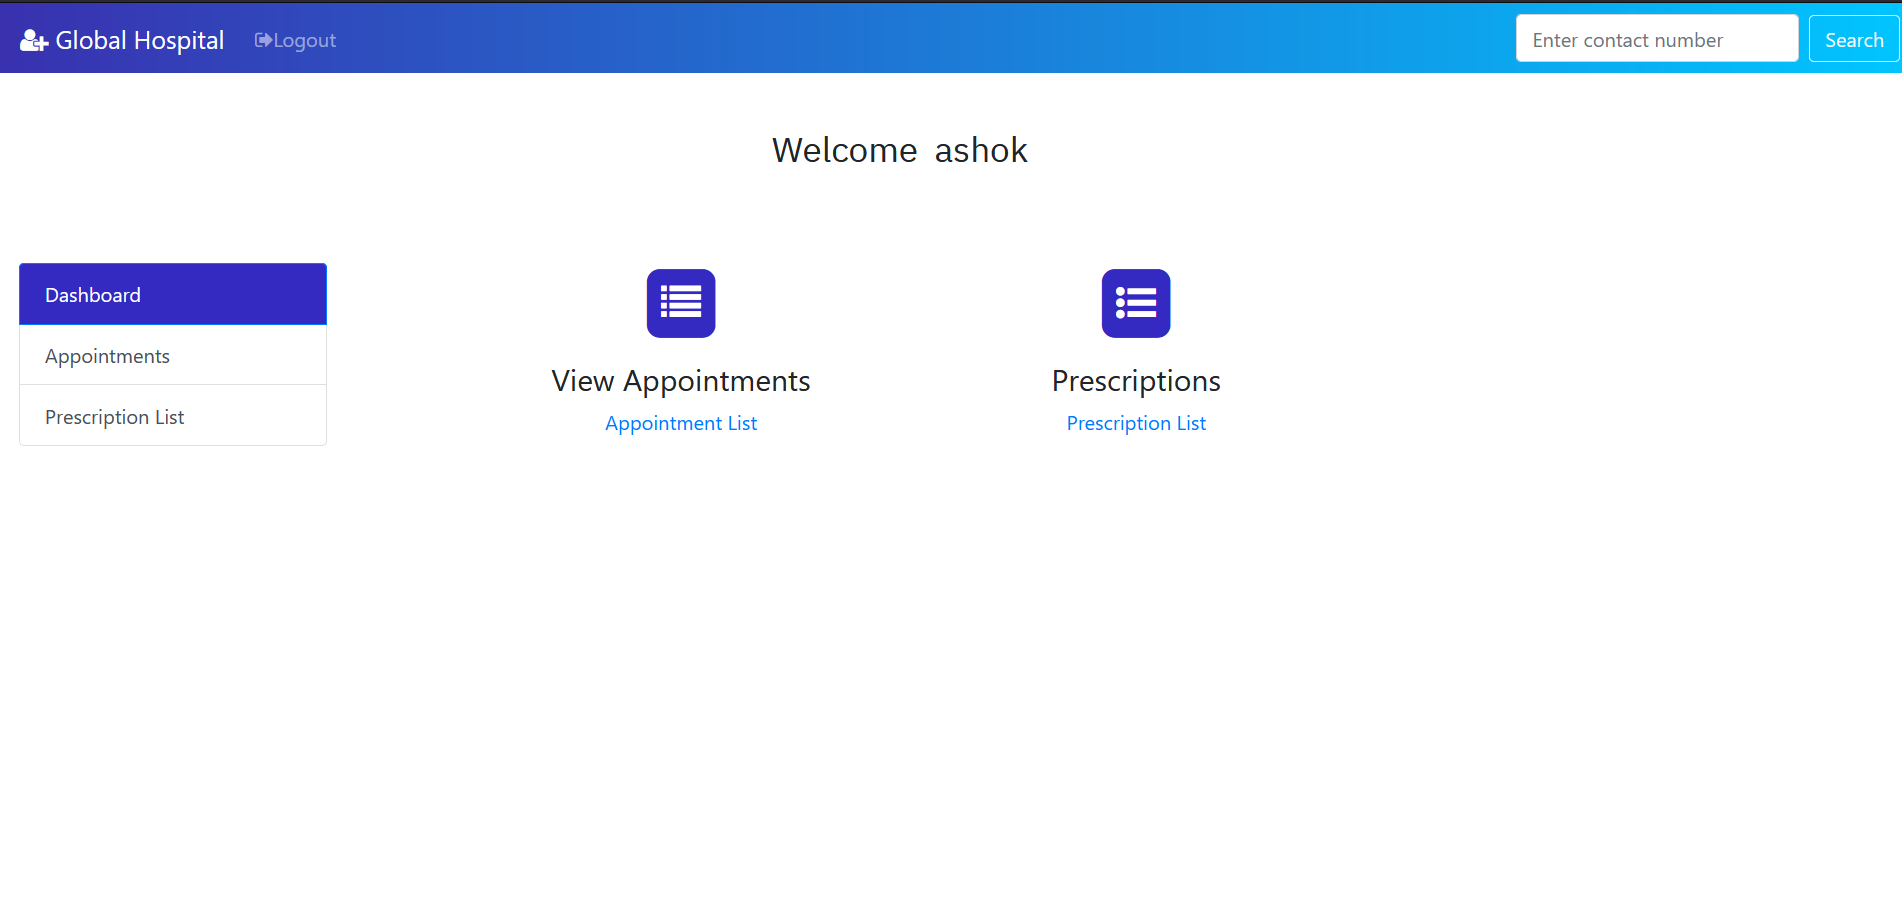 Global Hospital Logout Enter contact number Search
Welcome ashok
Dashboard
Appointments
Prescription List
View Appointments
Appointment List
Prescriptions
Prescription List